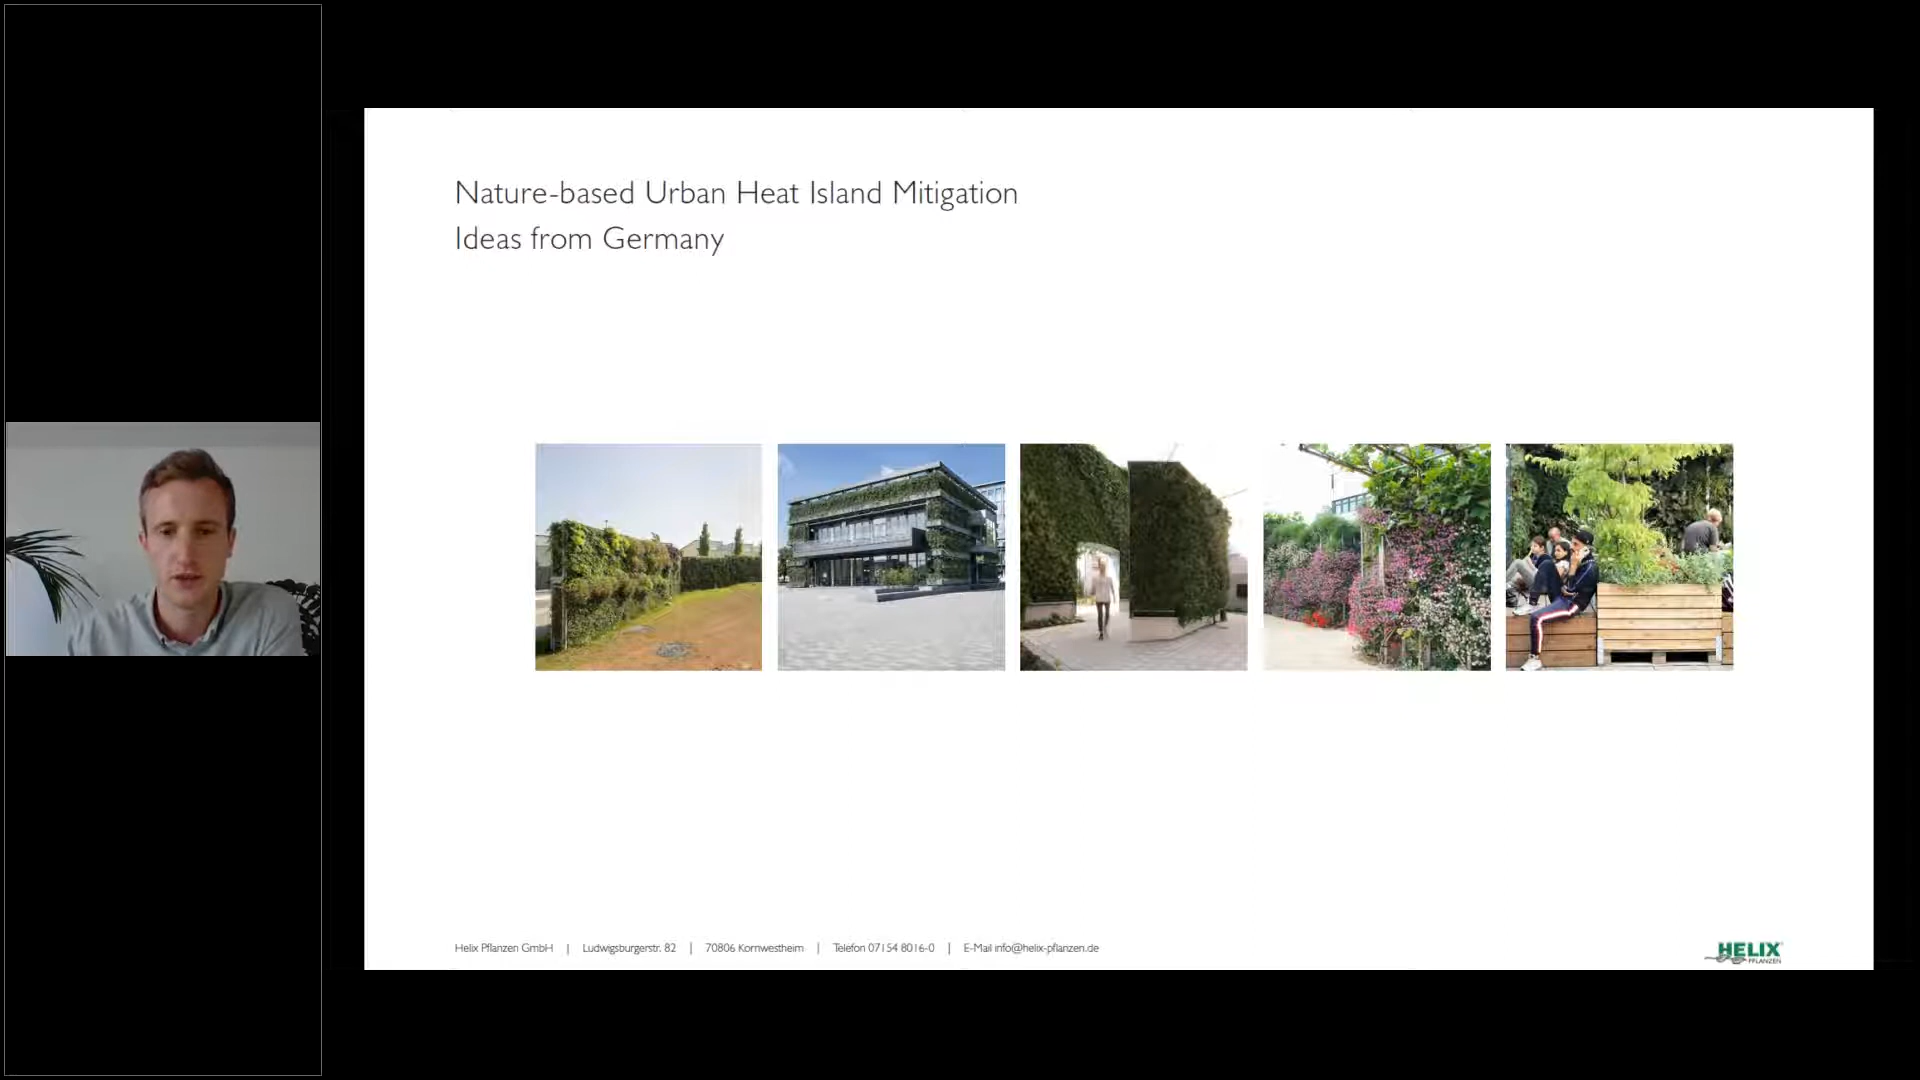 Nature-based Urban Heat Island Mitigation
Ideas from Germany
Helix Pflanzen GmbH | Ludwigsburgerstr. 82 | 70806 Kornwestheim | Telefon 07154 8016-0 | E-Mail info@helix-pflanzen.de
HELIX
PFLANZEN